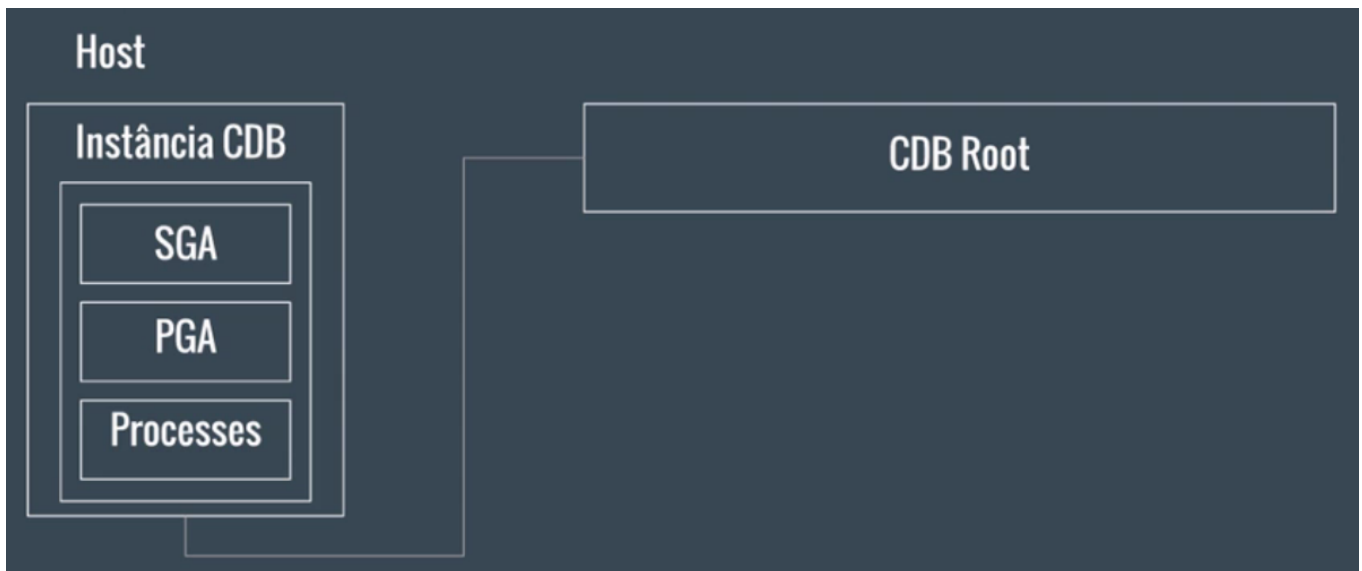 Host
Instância CDB
SGA
PGA
Processes
CDB Root